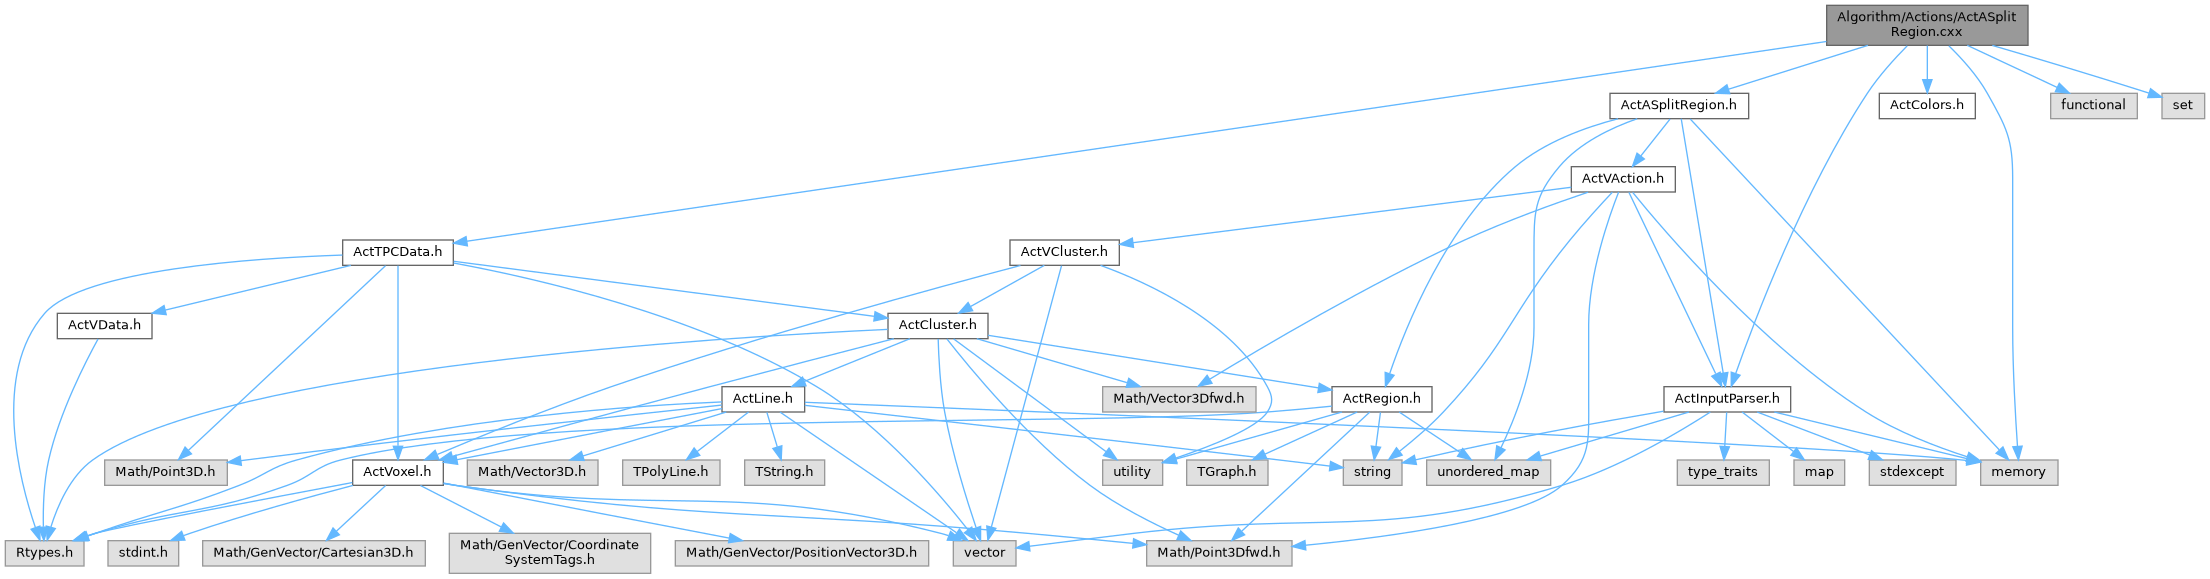 Algorithm/Actions/ActASplit
Region.cxx
ActASplitRegion.h
ActColors.h
functional
set
ActVAction.h
ActTPCData.h
ActVCluster.h
ActVData.h
ActCluster.h
ActLine.h
Math/Vector3Dfwd.h
ActRegion.h
ActInputParser.h
Math/Point3D.h
ActVoxel.h
Math/Vector3D.h
TPolyLine.h
TString.h
utility
TGraph.h
string
unordered_map
type_traits
map
stdexcept
memory
Rtypes.h
stdint.h
Math/GenVector/Cartesian3D.h
Math/GenVector/Coordinate
SystemTags.h
Math/GenVector/PositionVector3D.h
vector
Math/Point3Dfwd.h